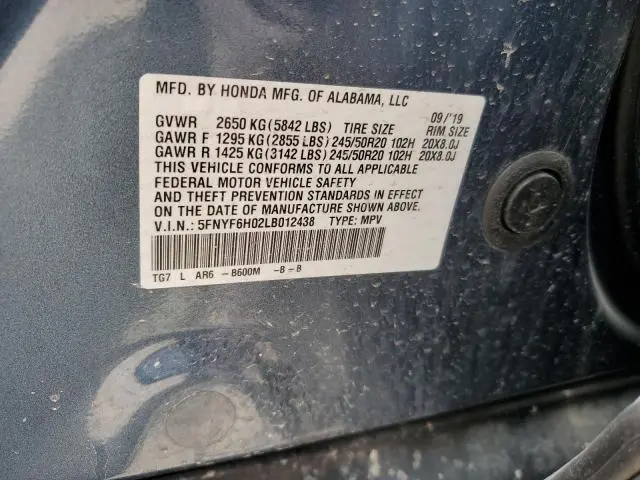 MFD. BY HONDA MFG. OF ALABAMA, LLC
09/'19
GVWR 2650 KG(5842 LBS) TIRE SIZE RIM SIZE
GAWR F 1295 KG(2855 LBS)245/50R20 102H 20X8.0J
GAWR R 1425 KG(3142 LBS)245/50R20 102H 20X8.0J
THIS VEHICLE CONFORMS TO ALL APPLICABLE
FEDERAL MOTOR VEHICLE SAFETY
AND THEFT PREVENTION STANDARDS IN EFFECT
ON THE DATE OF MANUFACTURE SHOWN ABOVE.
V.I.N.: 5FNYF6H02LB012438 TYPE: MPV
TG7 L AR6 -B600M -B-B